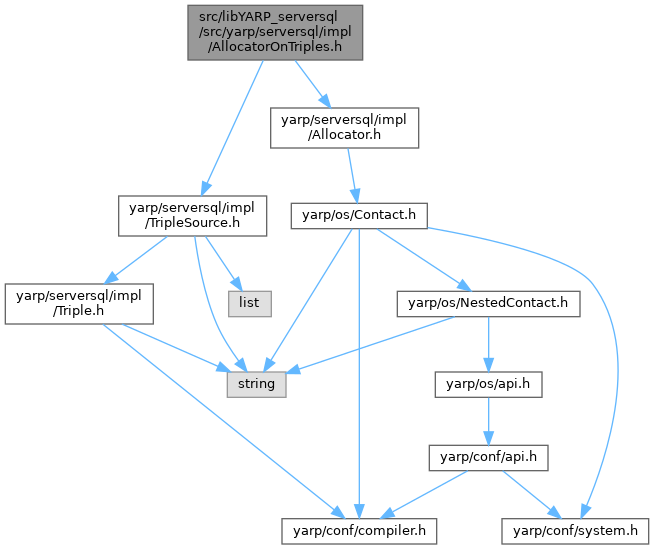 src/libYARP_serversql
/src/yarp/serversql/impl
/AllocatorOnTriples.h
yarp/serversql/impl
/Allocator.h
yarp/serversql/impl
/TripleSource.h
yarp/os/Contact.h
yarp/serversql/impl
/Triple.h
list
yarp/os/NestedContact.h
string
yarp/os/api.h
yarp/conf/api.h
yarp/conf/compiler.h
yarp/conf/system.h